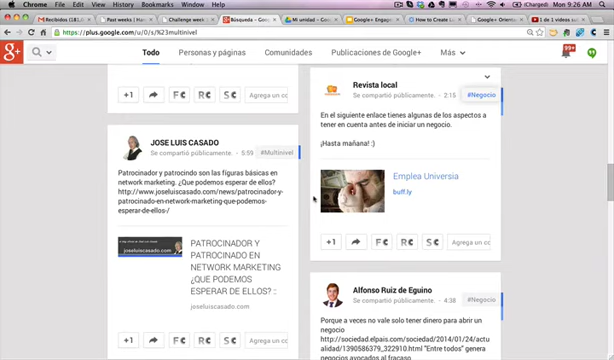 Chrome File Edit View History Bookmarks Window Help
(Charged) Mon 9:26 AM
Recibidos (1
Past weeks / Ham
Challenge week
Búsqueda - Goog
Mi unidad - Goog
Google+ Engage
How to Create L
Google+ Orient
1 de 1 vídeos sub
https://plus.google.com/u/0/s/%23multinivel
g+
Todo Personas y páginas Comunidades Publicaciones de Google+ Más
99+
+1 Agrega un co
JOSE LUIS CASADO
Se compartió públicamente. 5:59 #Multinivel
Patrocinador y patrocinado son las figuras básicas en
network marketing. ¿Que podemos esperar de ellos?
http://www.joseluiscasado.com/news/patrocinador-y-
patrocinado-en-network-marketing-que-podemos-
esperar-de-ellos-/
joseluiscasado.com
PATROCINADOR Y
PATROCINADO EN
NETWORK MARKETING
¿QUE PODEMOS
ESPERAR DE ELLOS? ::
joseluiscasado.com
+1 Agrega un co
Revista local
Se compartió públicamente. 2:15 #Negocio
En el siguiente enlace tienes algunas de los aspectos a
tener en cuenta antes de iniciar un negocio.
¡Hasta mañana! :)
Emplea Universia
buff.ly
+1 Agrega un co
Alfonso Ruiz de Eguino
Se compartió públicamente. 4:38 #Negocio
Porque a veces no vale solo tener dinero para abrir un
negocio
http://sociedad.elpais.com/sociedad/2014/01/24/actu
alidad/1390586379_322910.html "Entre todos" genera
negocios avocados al fracaso